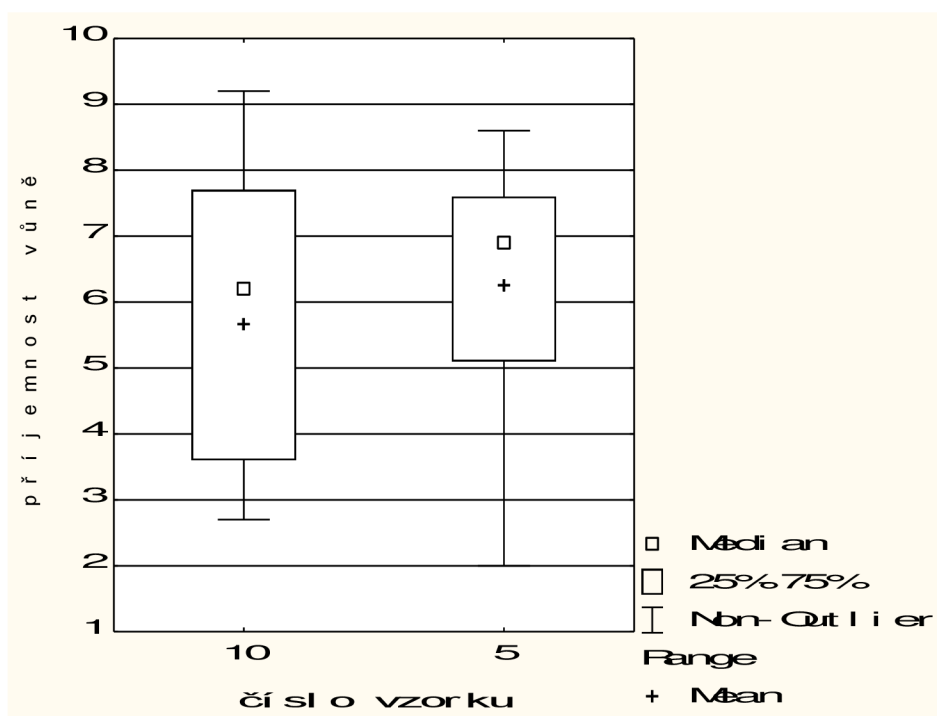 příjemnost vůně
10
9
8
7
6
5
4
3
2
1
10 5
číslo vzorku
Median
25%75%
Non-Outlier
Range
Mean